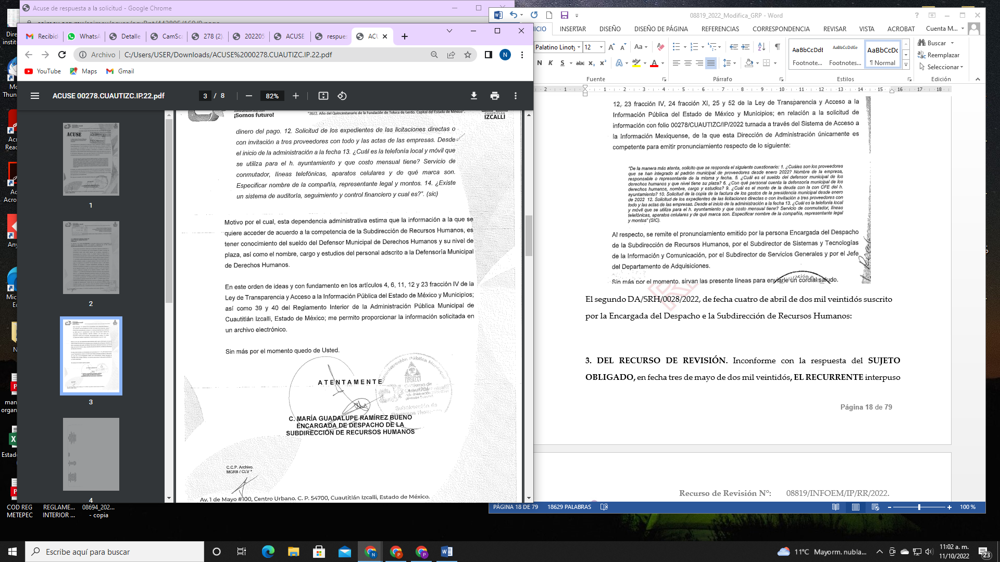 Acuse de respuesta a la solicitud - Google Chrome
Recibid
WhatsA
Detalle
CamSca
278 (2)
202205
ACUSE
respues
ACU
Archivo | C:/Users/USER/Downloads/ACUSE%2000278.CUAUTIZC.IP.22.pdf
N
YouTube
Maps
Gmail
ACUSE 00278.CUAUTIZC.IP.22.pdf
3 / 8
82%
1
2
3
4
¡Somos futuro!
"2022. Año del Quincentenario de la Fundación de Toluca de Lerdo. Capital del Estado de México".
CUAUTITLÁN
IZCALLI
dinero del pago. 12. Solicitud de los expedientes de las licitaciones directas o
con invitación a tres proveedores con todo y las actas de las empresas. Desde
el inicio de la administración a la fecha 13. ¿Cuál es la telefonía local y móvil que
se utiliza para el h. ayuntamiento y que costo mensual tiene? Servicio de
conmutador, líneas telefónicas, aparatos celulares y de qué marca son.
Especificar nombre de la compañía, representante legal y montos. 14. ¿Existe
un sistema de auditoría, seguimiento y control financiero y cual es?". (sic)
Motivo por el cual, esta dependencia administrativa estima que la información a la que se
quiere acceder de acuerdo a la competencia de la Subdirección de Recursos Humanos, es
tener conocimiento del sueldo del Defensor Municipal de Derechos Humanos y su nivel de
plaza, así como el nombre, cargo y estudios del personal adscrito a la Defensoría Municipal
de Derechos Humanos.
En este orden de ideas y con fundamento en los artículos 4, 6, 11, 12 y 23 fracción IV de la
Ley de Transparencia y Acceso a la Información Pública del Estado de México y Municipios;
así como 39 y 40 del Reglamento Interior de la Administración Pública Municipal de
Cuautitlán Izcalli, Estado de México; me permito proporcionar la información solicitada en
un archivo electrónico.
Sin más por el momento quedo de Usted.
ATENTAMENTE
C. MARÍA GUADALUPE RAMÍREZ BUENO
ENCARGADA DE DESPACHO DE LA
SUBDIRECCIÓN DE RECURSOS HUMANOS
C.C.P. Archivo.
MGRB / CLV *
Av. 1 de Mayo #100, Centro Urbano. C. P. 54700, Cuautitlán Izcalli, Estado de México.
08819_2022_Modifica_GRP - Word
INSERTAR
DISEÑO
DISEÑO DE PÁGINA
REFERENCIAS
CORRESPONDENCIA
REVISAR
VISTA
ACROBAT
Cuenta M...
Palatino Linoty
12
Fuente
Párrafo
Footnote...
Footnotes...
¶ Normal
Estilos
Buscar
Reemplazar
Seleccionar
Edición
12, 23 fracción IV, 24 fracción XI, 25 y 52 de la Ley de Transparencia y Acceso a la
Información Pública del Estado de México y Municipios; en relación a la solicitud de
información con folio 00278/CUAUTIZC/IP/2022 turnada a través del Sistema de Acceso a
la Información Mexiquense, de la que esta Dirección de Administración únicamente es
competente para emitir pronunciamiento respecto de lo siguiente:
"De la manera más atenta, solicito que se responda el siguiente cuestionario: 1. ¿Cuáles son los proveedores
que se han integrado al padrón municipal de proveedores desde enero 2022? Nombre de la empresa,
responsable o representante de la misma y fecha. 5. ¿Cuál es el sueldo del defensor municipal de los
derechos humanos y que nivel tiene su plaza? 6. ¿Con qué personal cuenta la defensoría municipal de los
derechos humanos, nombre, cargo y estudios? 9. ¿Cuál es el monto de la deuda con la con CFE del h.
ayuntamiento? 10. Solicitud de la copia de la factura de los gastos de la presidencia municipal desde enero
de 2022 12. Solicitud de los expedientes de las licitaciones directas o con invitación a tres proveedores con
todo y las actas de las empresas. Desde el inicio de la administración a la fecha 13. ¿Cuál es la telefonía local
y móvil que se utiliza para el h. ayuntamiento y que costo mensual tiene? Servicio de conmutador, líneas
telefónicas, aparatos celulares y de qué marca son. Especificar nombre de la compañía, representante legal
y montos" (SIC).
Al respecto, se remite el pronunciamiento emitido por la persona Encargada del Despacho
de la Subdirección de Recursos Humanos, por el Subdirector de Sistemas y Tecnologías
de la Información y Comunicación, por el Subdirector de Servicios Generales y por el Jefe
del Departamento de Adquisiciones.
Sin más por el momento, sirvan las presente líneas para enviarle un cordial saludo.
El segundo DA/SRH/0028/2022, de fecha cuatro de abril de dos mil veintidós suscrito
por la Encargada del Despacho e la Subdirección de Recursos Humanos:
3. DEL RECURSO DE REVISIÓN. Inconforme con la respuesta del SUJETO
OBLIGADO, en fecha tres de mayo de dos mil veintidós, EL RECURRENTE interpuso
Página 18 de 79
Recurso de Revisión N°: 08819/INFOEM/IP/RR/2022.
PÁGINA 18 DE 79
18629 PALABRAS
100 %
COD REG
METEPEC
REGLAME...
INTERIOR ...
08694_202...
- copia
Escribe aquí para buscar
11°C Mayorm. nubla...
11:02 a. m.
11/10/2022
23